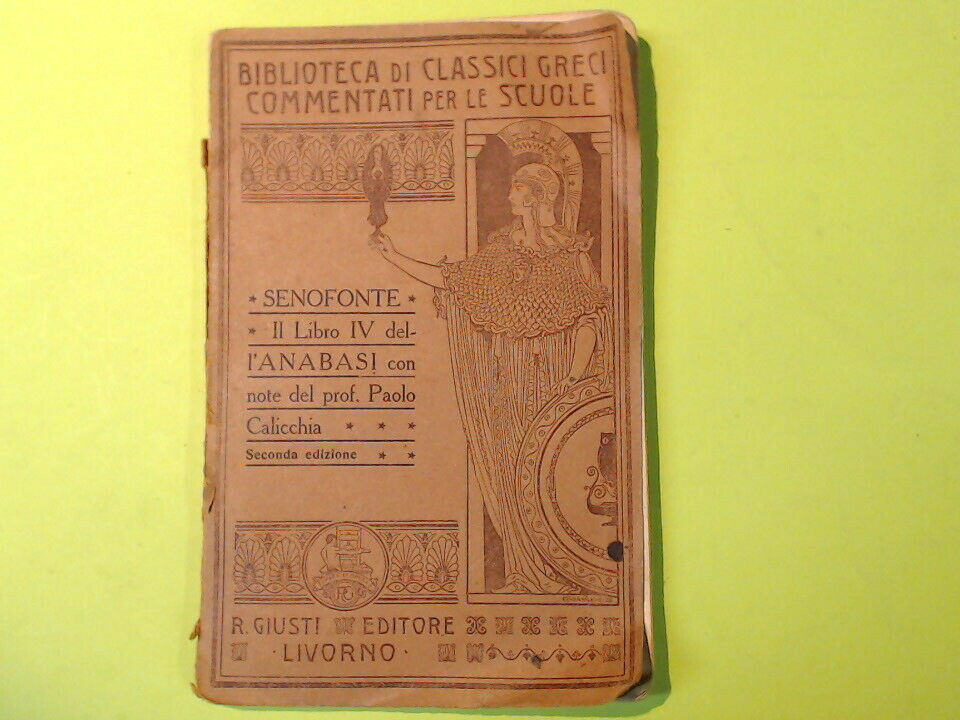 BIBLIOTECA DI CLASSICI GRECI
COMMENTATI PER LE SCUOLE
* SENOFONTE *
* Il Libro IV del-
l'ANABASI con
note del prof. Paolo
Calicchia * * *
Seconda edizione * *
R. GIUSTI EDITORE
· LIVORNO ·